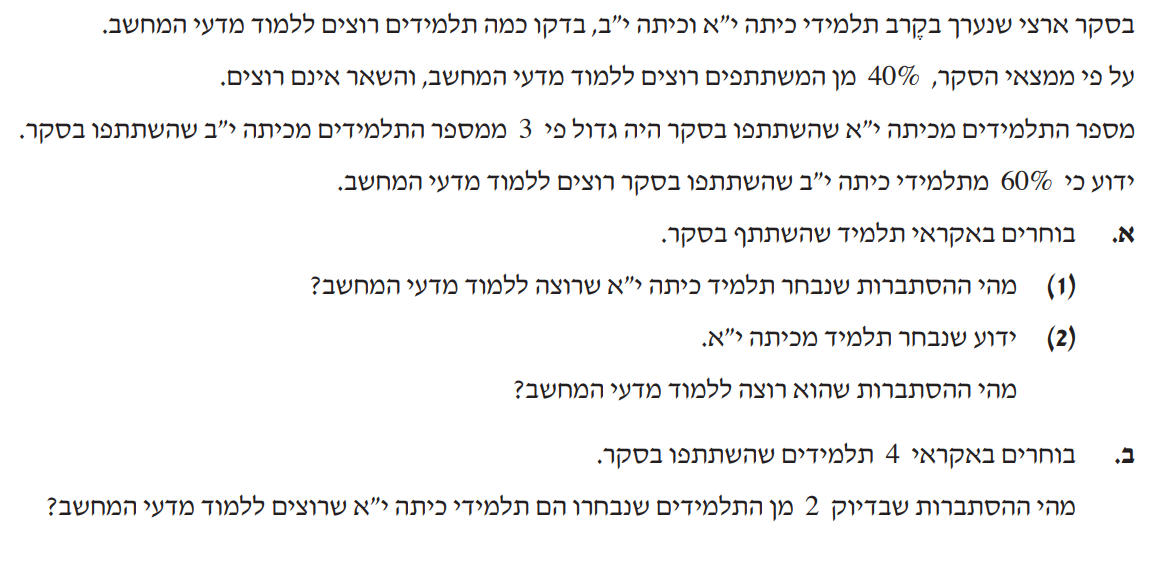 בסקר ארצי שנערך בקֶרב תלמידי כיתה י״א וכיתה י״ב, בדקו כמה תלמידים רוצים ללמוד מדעי המחשב.
על פי ממצאי הסקר, 40% מן המשתתפים רוצים ללמוד מדעי המחשב, והשאר אינם רוצים.
מספר התלמידים מכיתה י״א שהשתתפו בסקר היה גדול פי 3 ממספר התלמידים מכיתה י״ב שהשתתפו בסקר.
ידוע כי 60% מתלמידי כיתה י״ב שהשתתפו בסקר רוצים ללמוד מדעי המחשב.
א. בוחרים באקראי תלמיד שהשתתף בסקר.
(1) מהי ההסתברות שנבחר תלמיד כיתה י״א שרוצה ללמוד מדעי המחשב?
(2) ידוע שנבחר תלמיד מכיתה י״א.
מהי ההסתברות שהוא רוצה ללמוד מדעי המחשב?
ב. בוחרים באקראי 4 תלמידים שהשתתפו בסקר.
מהי ההסתברות שבדיוק 2 מן התלמידים שנבחרו הם תלמידי כיתה י״א שרוצים ללמוד מדעי המחשב?